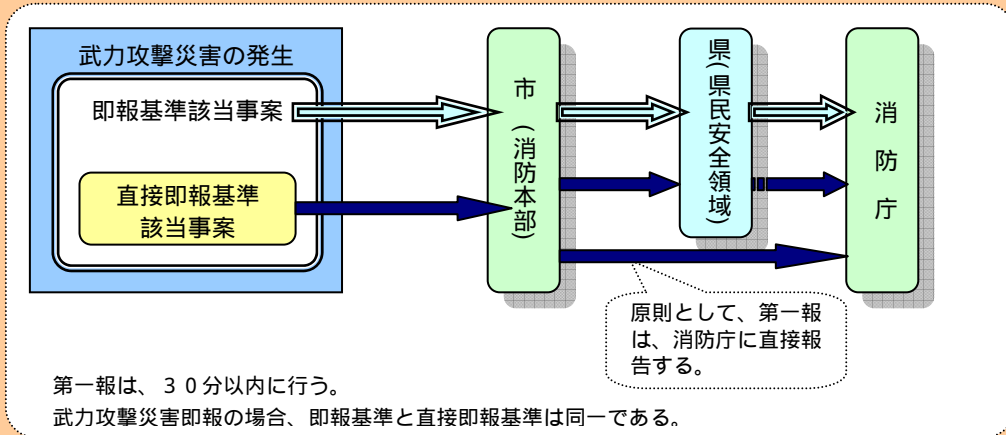 武力攻撃災害の発生
即報基準該当事案
直接即報基準
該当事案
市（消防本部）
県（県民安全領域）
消防庁
原則として、第一報
は、消防庁に直接報
告する。
第一報は、３０分以内に行う。
武力攻撃災害即報の場合、即報基準と直接即報基準は同一である。